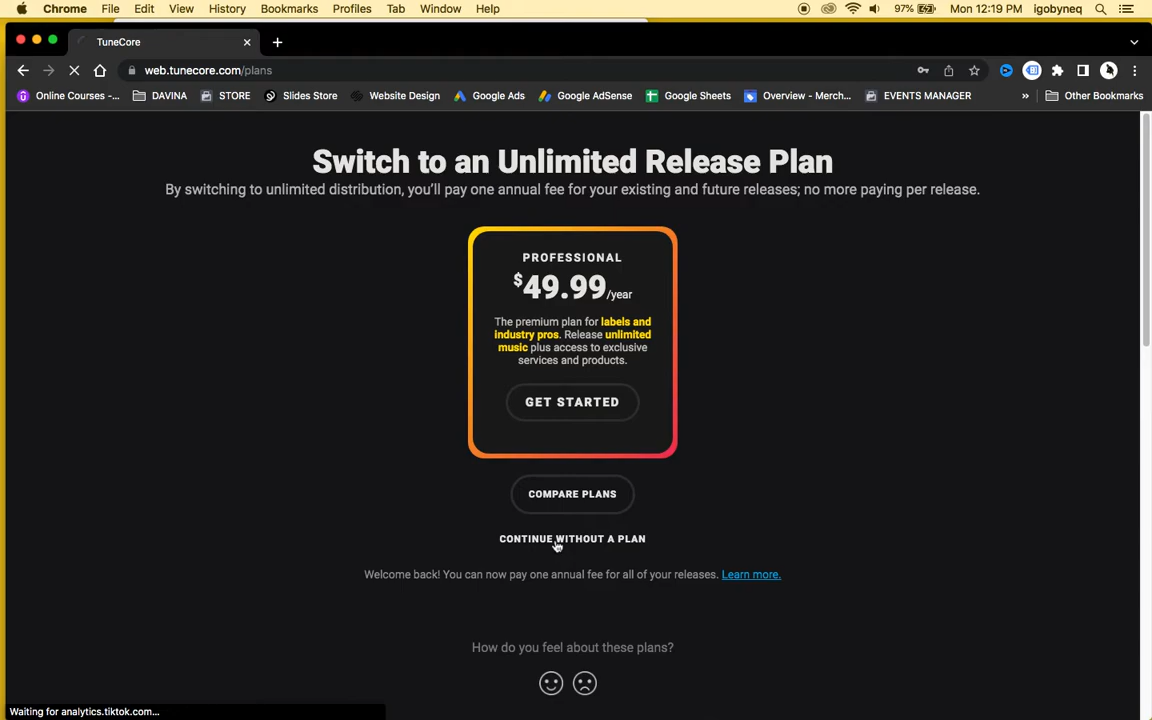 Chrome File Edit View History Bookmarks Profiles Tab Window Help 97% Mon 12:19 PM igobyneq
TuneCore
web.tunecore.com/plans
Online Courses -... DAVINA STORE Slides Store Website Design Google Ads Google AdSense Google Sheets Overview - Merch... EVENTS MANAGER » Other Bookmarks
Switch to an Unlimited Release Plan
By switching to unlimited distribution, you'll pay one annual fee for your existing and future releases; no more paying per release.
PROFESSIONAL
$49.99/year
The premium plan for labels and
industry pros. Release unlimited
music plus access to exclusive
services and products.
GET STARTED
COMPARE PLANS
CONTINUE WITHOUT A PLAN
Welcome back! You can now pay one annual fee for all of your releases. Learn more.
How do you feel about these plans?
Waiting for analytics.tiktok.com...